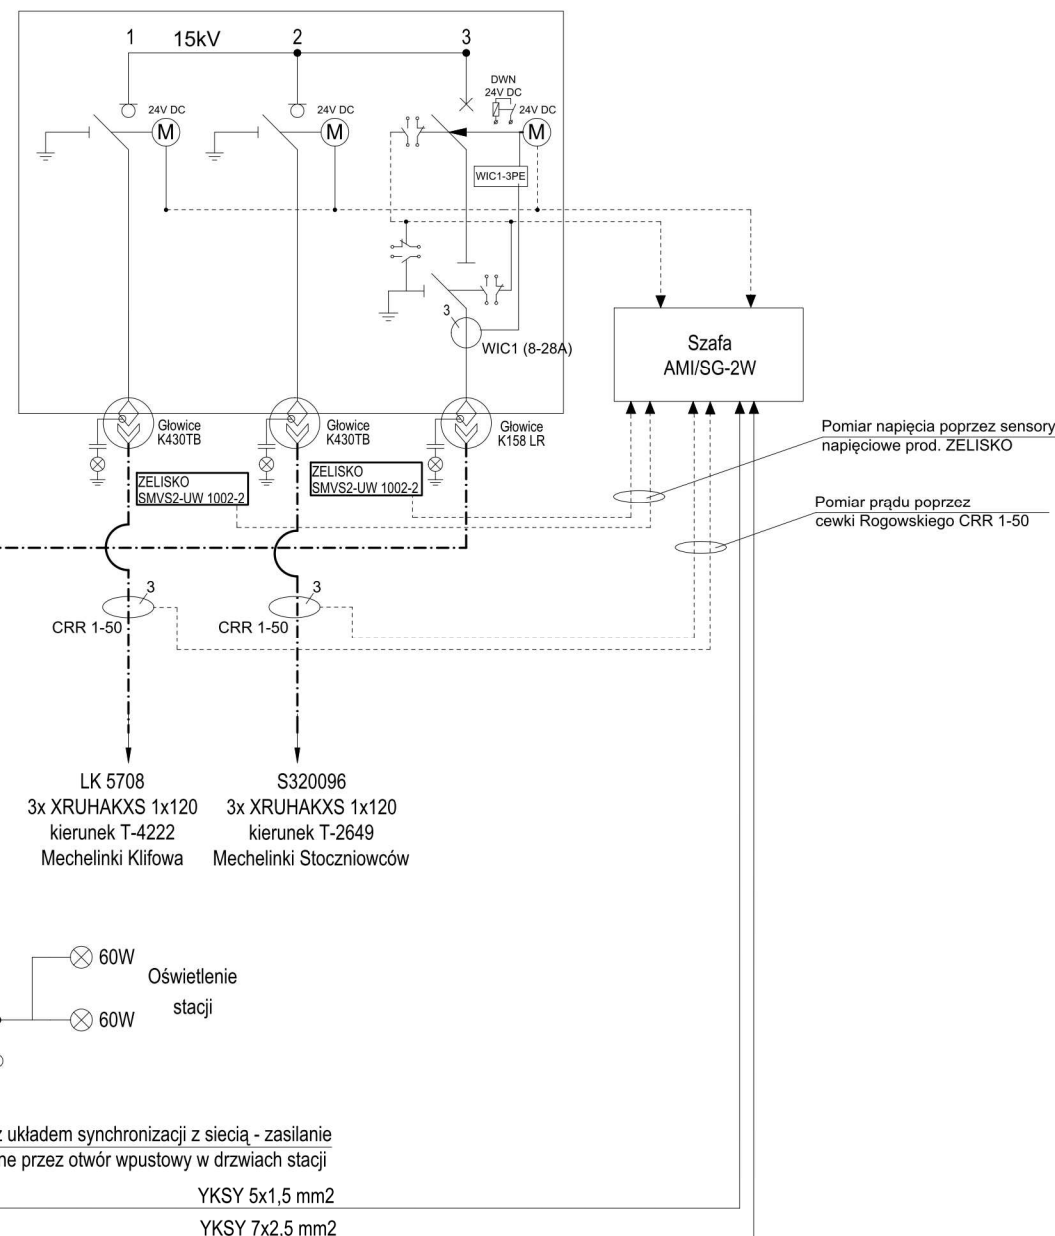 1
15kV
2
3
24V DC
M
24V DC
M
DWN
24V DC
24V DC
M
WIC1-3PE
3
WIC1 (8-28A)
Szafa
AMI/SG-2W
Głowice
K430TB
Głowice
K430TB
Głowice
K158 LR
ZELISKO
SMVS2-UW 1002-2
ZELISKO
SMVS2-UW 1002-2
Pomiar napięcia poprzez sensory
napięciowe prod. ZELISKO
Pomiar prądu poprzez
cewki Rogowskiego CRR 1-50
3
CRR 1-50
3
CRR 1-50
LK 5708
3x XRUHAKXS 1x120
kierunek T-4222
Mechelinki Klifowa
S320096
3x XRUHAKXS 1x120
kierunek T-2649
Mechelinki Stoczniowców
60W
Oświetlenie
stacji
60W
z układem synchronizacji z siecią - zasilanie
ne przez otwór wpustowy w drzwiach stacji
YKSY 5x1,5 mm2
YKSY 7x2,5 mm2